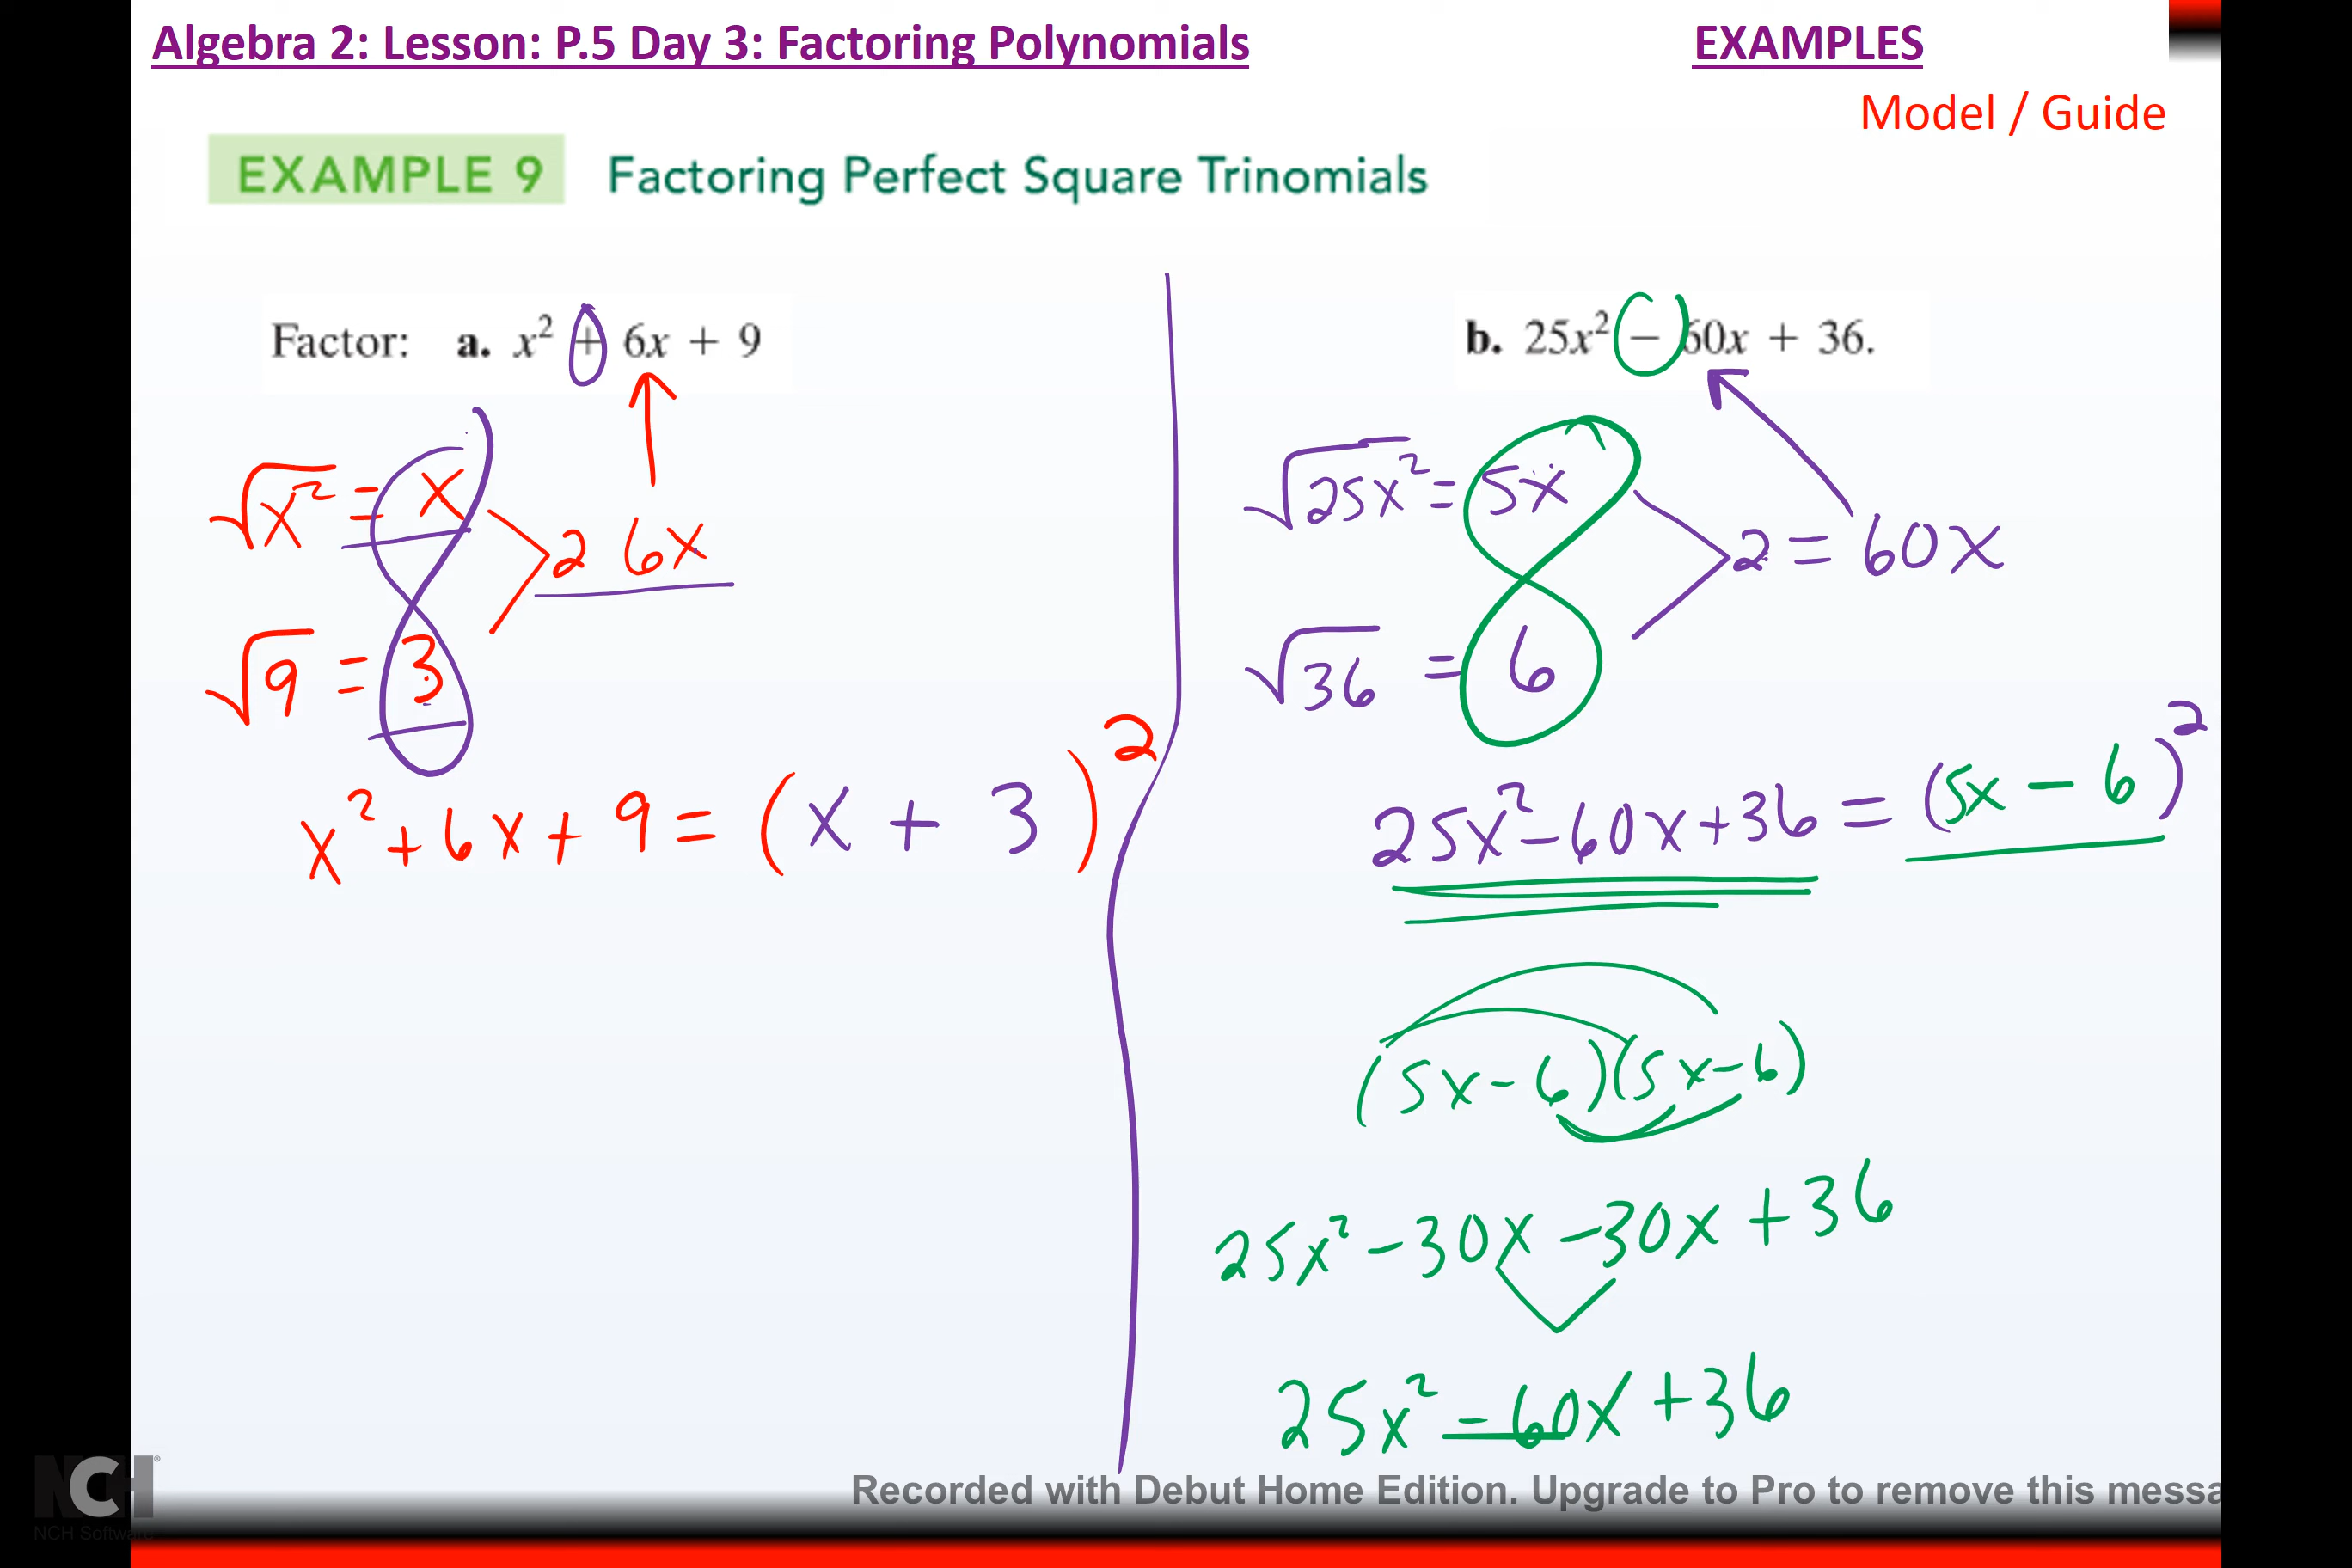 Algebra 2: Lesson: P.5 Day 3: Factoring Polynomials
EXAMPLES
Model / Guide
EXAMPLE 9 Factoring Perfect Square Trinomials
Factor: a. x² + 6x + 9
√x² = x
2 6x
√9 = 3
x² + 6x + 9 = (x + 3)²
b. 25x² − 60x + 36.
√25x² = 5x
2 = 60x
√36 = 6
25x² − 60x + 36 = (5x − 6)²
(5x − 6)(5x − 6)
25x² − 30x − 30x + 36
25x² − 60x + 36
NCH®
NCH Software
Recorded with Debut Home Edition. Upgrade to Pro to remove this messa